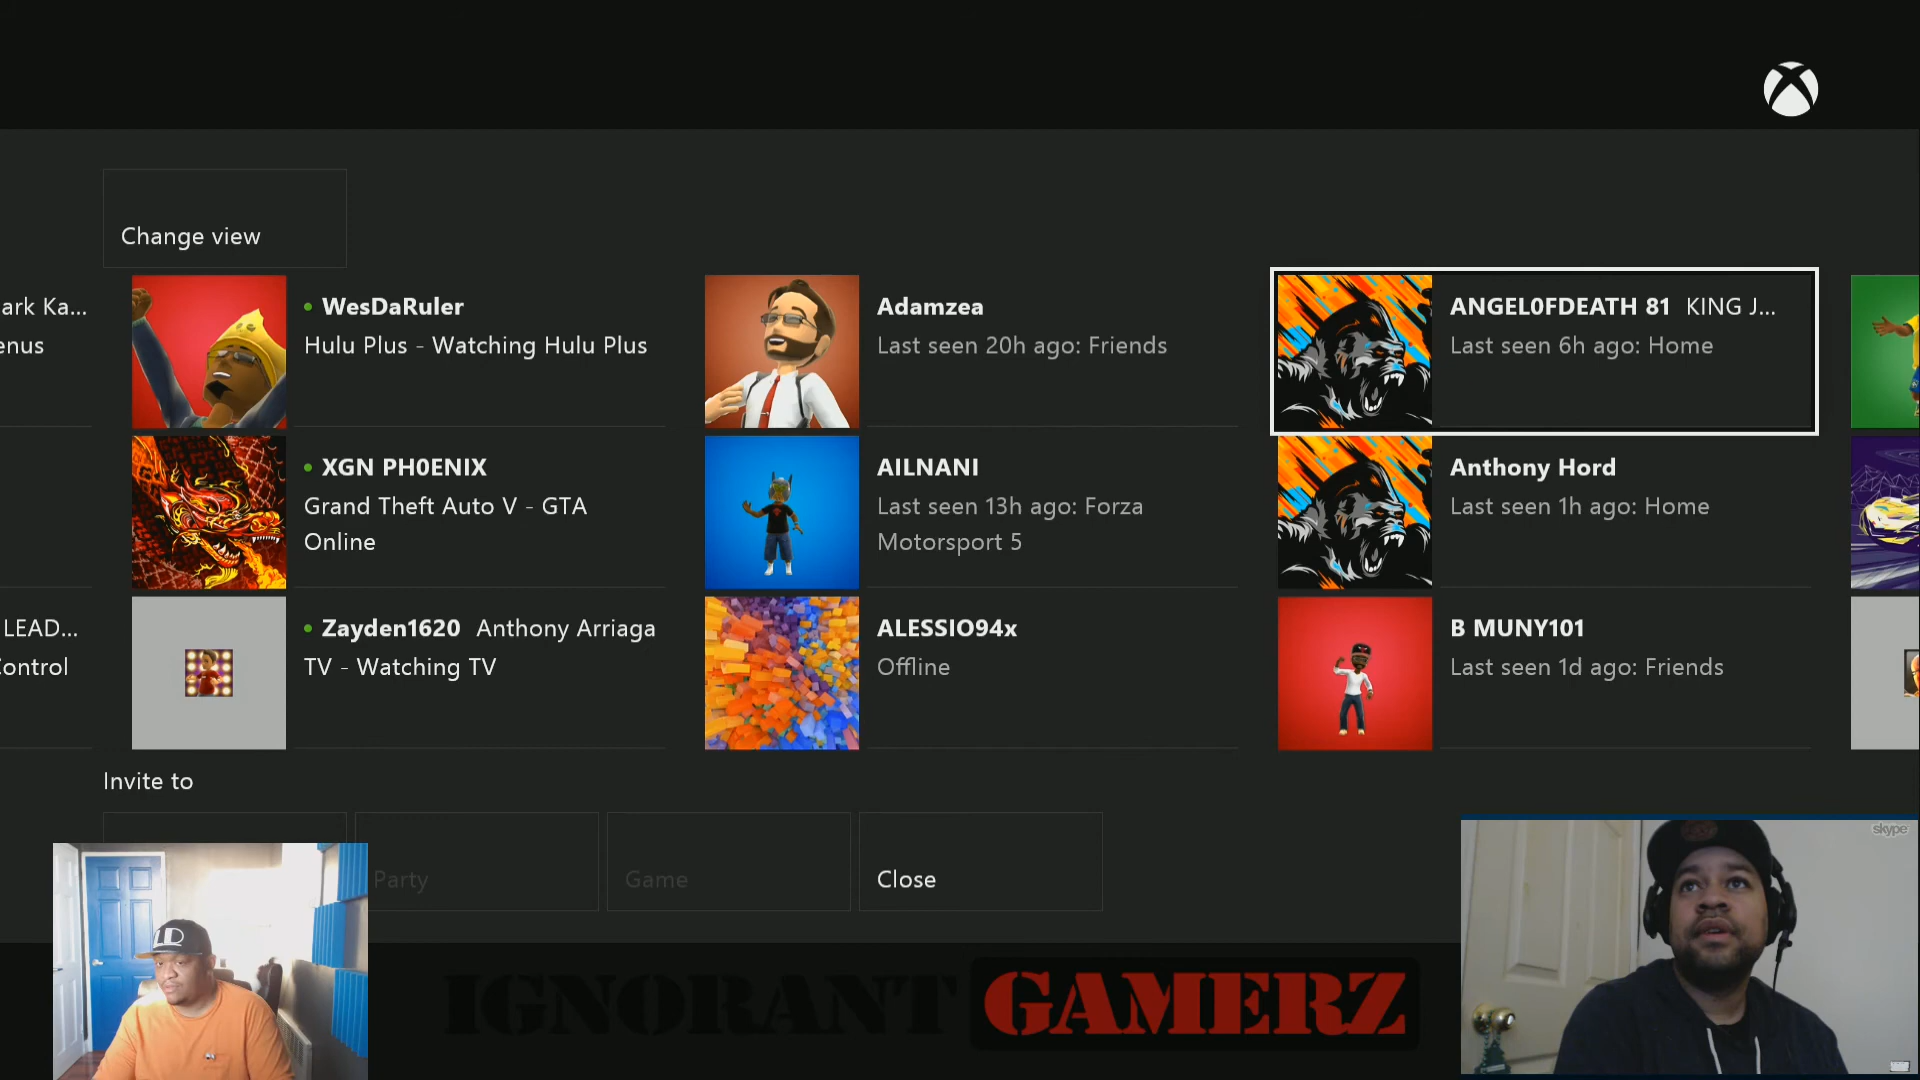 Change view
ark Ka...
enus
WesDaRuler
Hulu Plus - Watching Hulu Plus
Adamzea
Last seen 20h ago: Friends
ANGEL0FDEATH 81 KING J...
Last seen 6h ago: Home
XGN PH0ENIX
Grand Theft Auto V - GTA
Online
AILNANI
Last seen 13h ago: Forza
Motorsport 5
Anthony Hord
Last seen 1h ago: Home
LEAD...
ontrol
Zayden1620 Anthony Arriaga
TV - Watching TV
ALESSIO94x
Offline
B MUNY101
Last seen 1d ago: Friends
Invite to
Party
Game
Close
skype
IGNORANT GAMERZ